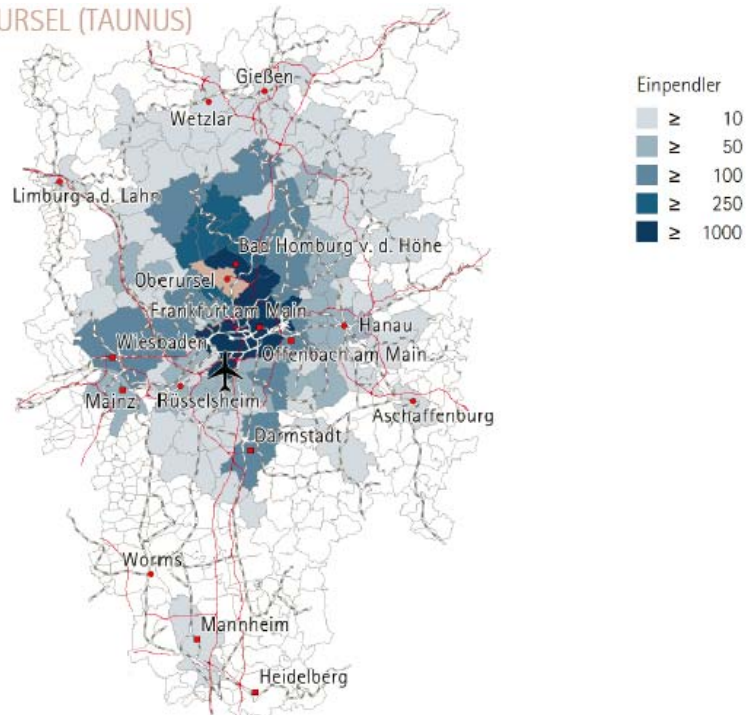 URSEL (TAUNUS)
Gießen
Wetzlar
Limburg a.d. Lahn
Bad Homburg v. d. Höhe
Oberursel
Frankfurt am Main
Hanau
Wiesbaden
Offenbach am Main
Mainz
Rüsselsheim
Aschaffenburg
Darmstadt
Worms
Mannheim
Heidelberg
Einpendler
≥ 10
≥ 50
≥ 100
≥ 250
≥ 1000